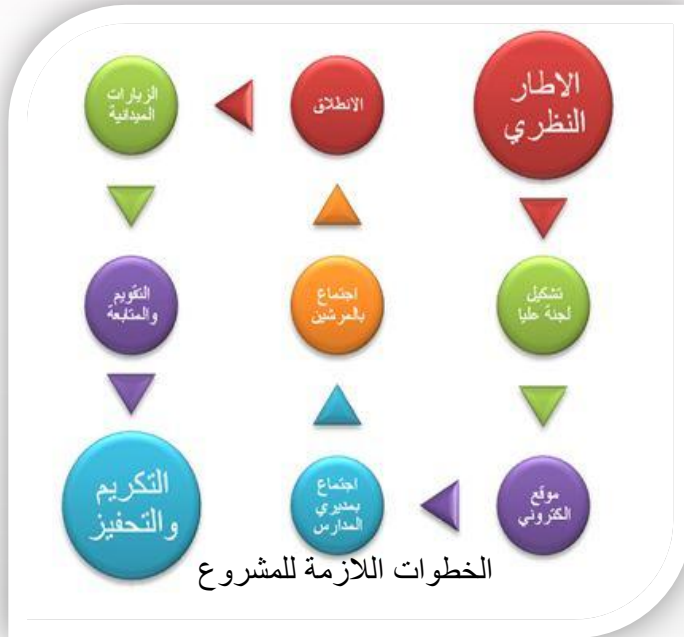 الاطار
النظري
تشكيل
لجنة عليا
موقع
الكتروني
اجتماع
بمديري
المدارس
اجتماع
بالمرشين
الانطلاق
الزيارات
الميدانية
التقويم
والمتابعة
التكريم
والتحفيز
الخطوات اللازمة للمشروع